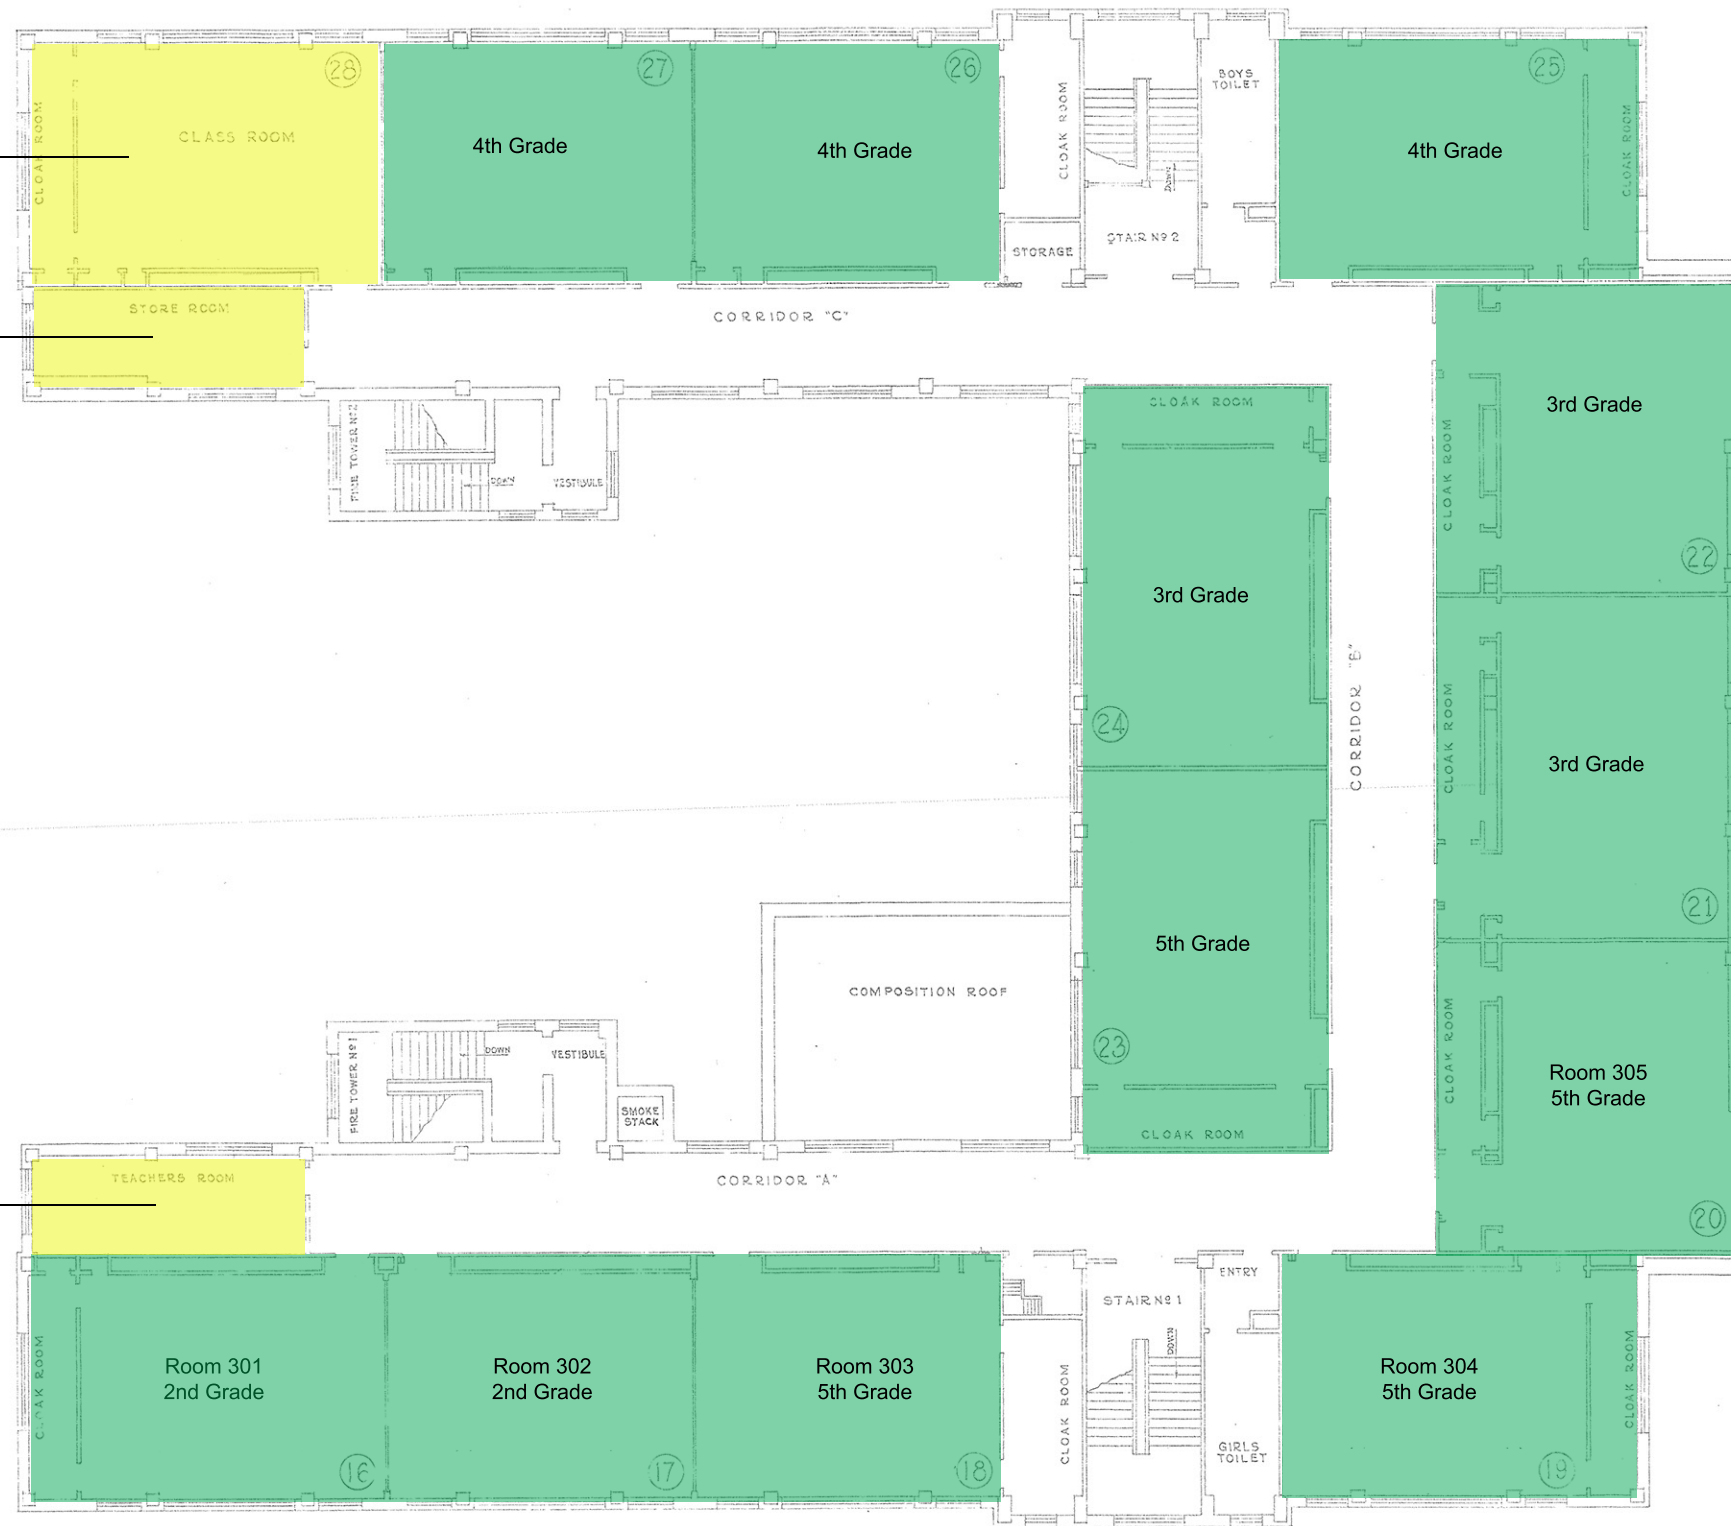 28
27
26
25
CLOAK ROOM
CLASS ROOM
4th Grade
4th Grade
CLOAK ROOM
BOYS
TOILET
DOWN
4th Grade
CLOAK ROOM
STORAGE
STAIR Nº 2
STORE ROOM
CORRIDOR "C"
FIRE TOWER Nº 2
DOWN
VESTIBULE
CLOAK ROOM
3rd Grade
24
CLOAK ROOM
3rd Grade
22
CORRIDOR "B"
CLOAK ROOM
3rd Grade
21
5th Grade
23
CLOAK ROOM
COMPOSITION ROOF
CLOAK ROOM
Room 305
5th Grade
20
FIRE TOWER Nº 1
DOWN
VESTIBULE
SMOKE
STACK
TEACHERS ROOM
CORRIDOR "A"
CLOAK ROOM
Room 301
2nd Grade
16
Room 302
2nd Grade
17
Room 303
5th Grade
18
CLOAK ROOM
STAIR Nº 1
DOWN
ENTRY
GIRLS
TOILET
Room 304
5th Grade
19
CLOAK ROOM